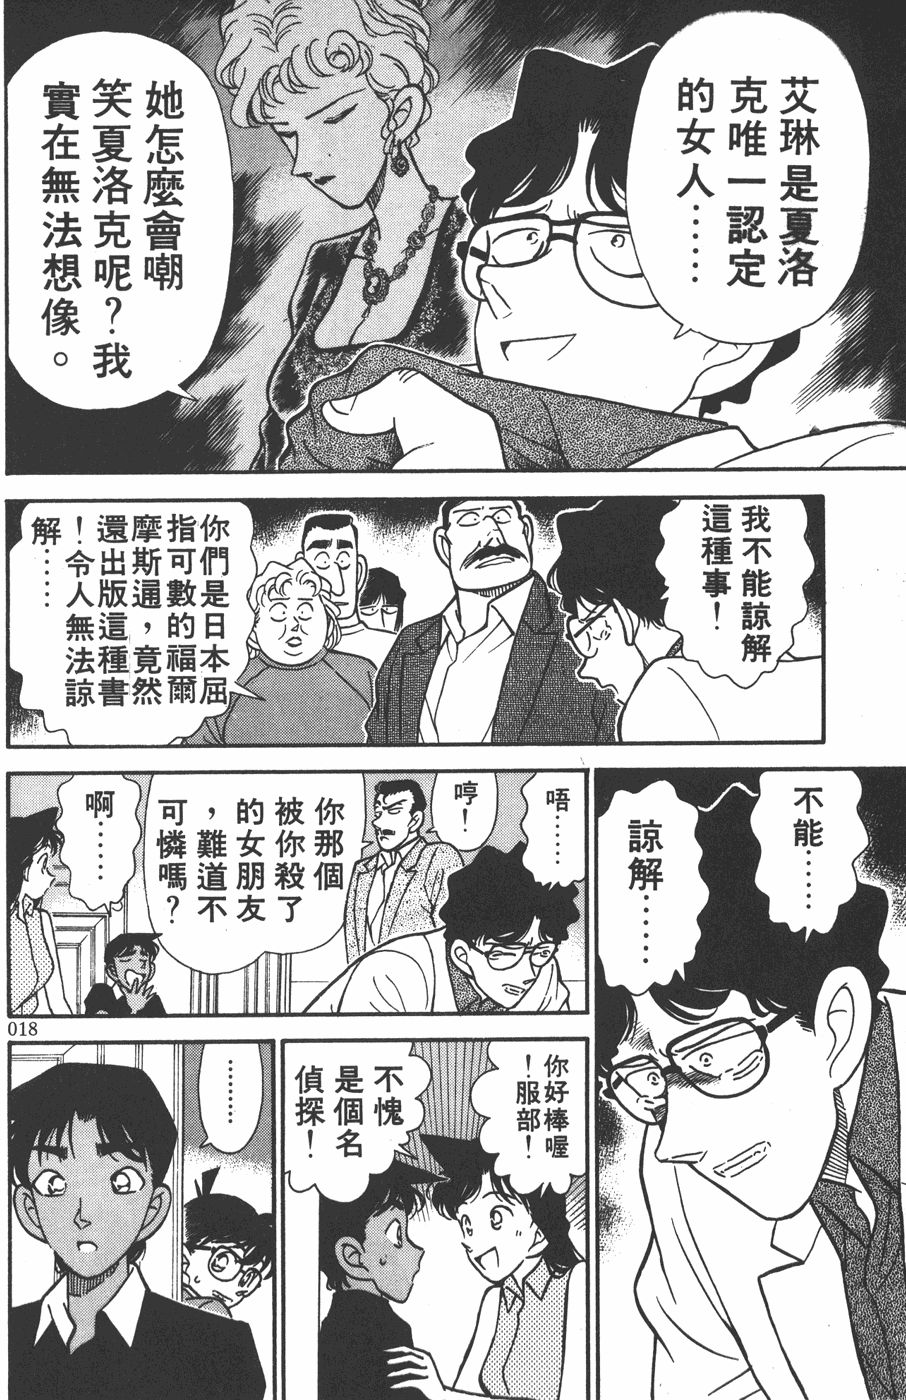 艾琳是夏洛
克唯一認定
的女人……
她怎麼會嘲
笑夏洛克呢？我
實在無法想像。
我不能諒解
這種事！
你們是日本屈
指可數的福爾
摩斯通，竟然
還出版這種書
！令人無法諒
解……
不能……
諒解……
唔……
哼！
你那個
被你殺了
的女朋友
，難道不
可憐嗎？
啊……
018
你好棒喔
！服部！
不愧
是個名
偵探！
………